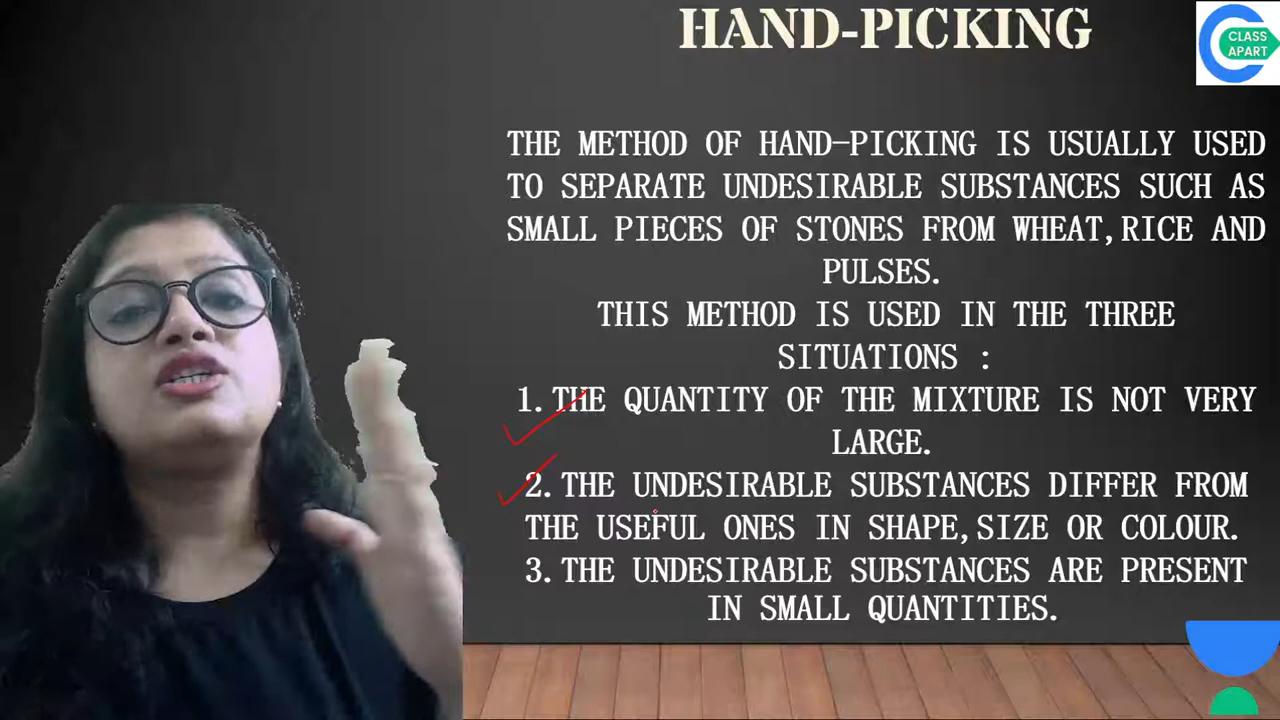 HAND-PICKING
CLASS
APART
THE METHOD OF HAND-PICKING IS USUALLY USED
TO SEPARATE UNDESIRABLE SUBSTANCES SUCH AS
SMALL PIECES OF STONES FROM WHEAT,RICE AND
PULSES.
THIS METHOD IS USED IN THE THREE
SITUATIONS :
1.THE QUANTITY OF THE MIXTURE IS NOT VERY
LARGE.
2.THE UNDESIRABLE SUBSTANCES DIFFER FROM
THE USEFUL ONES IN SHAPE,SIZE OR COLOUR.
3.THE UNDESIRABLE SUBSTANCES ARE PRESENT
IN SMALL QUANTITIES.